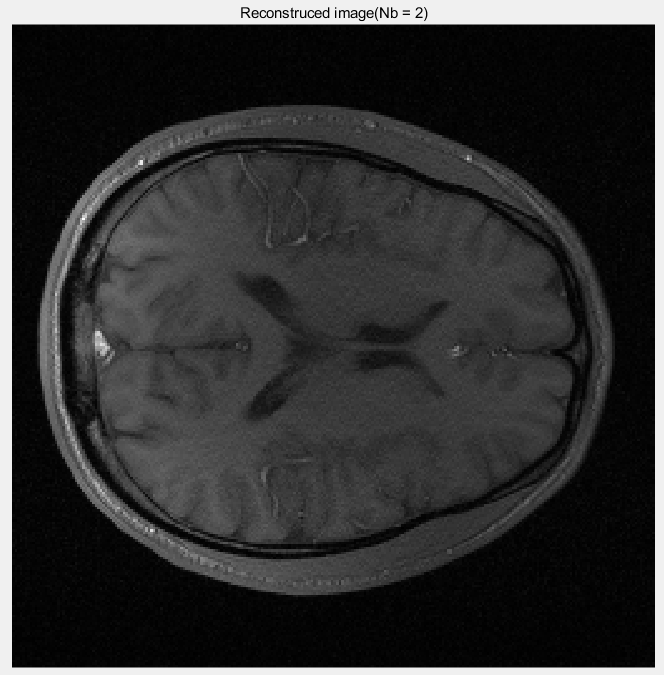 Reconstruced image(Nb = 2)